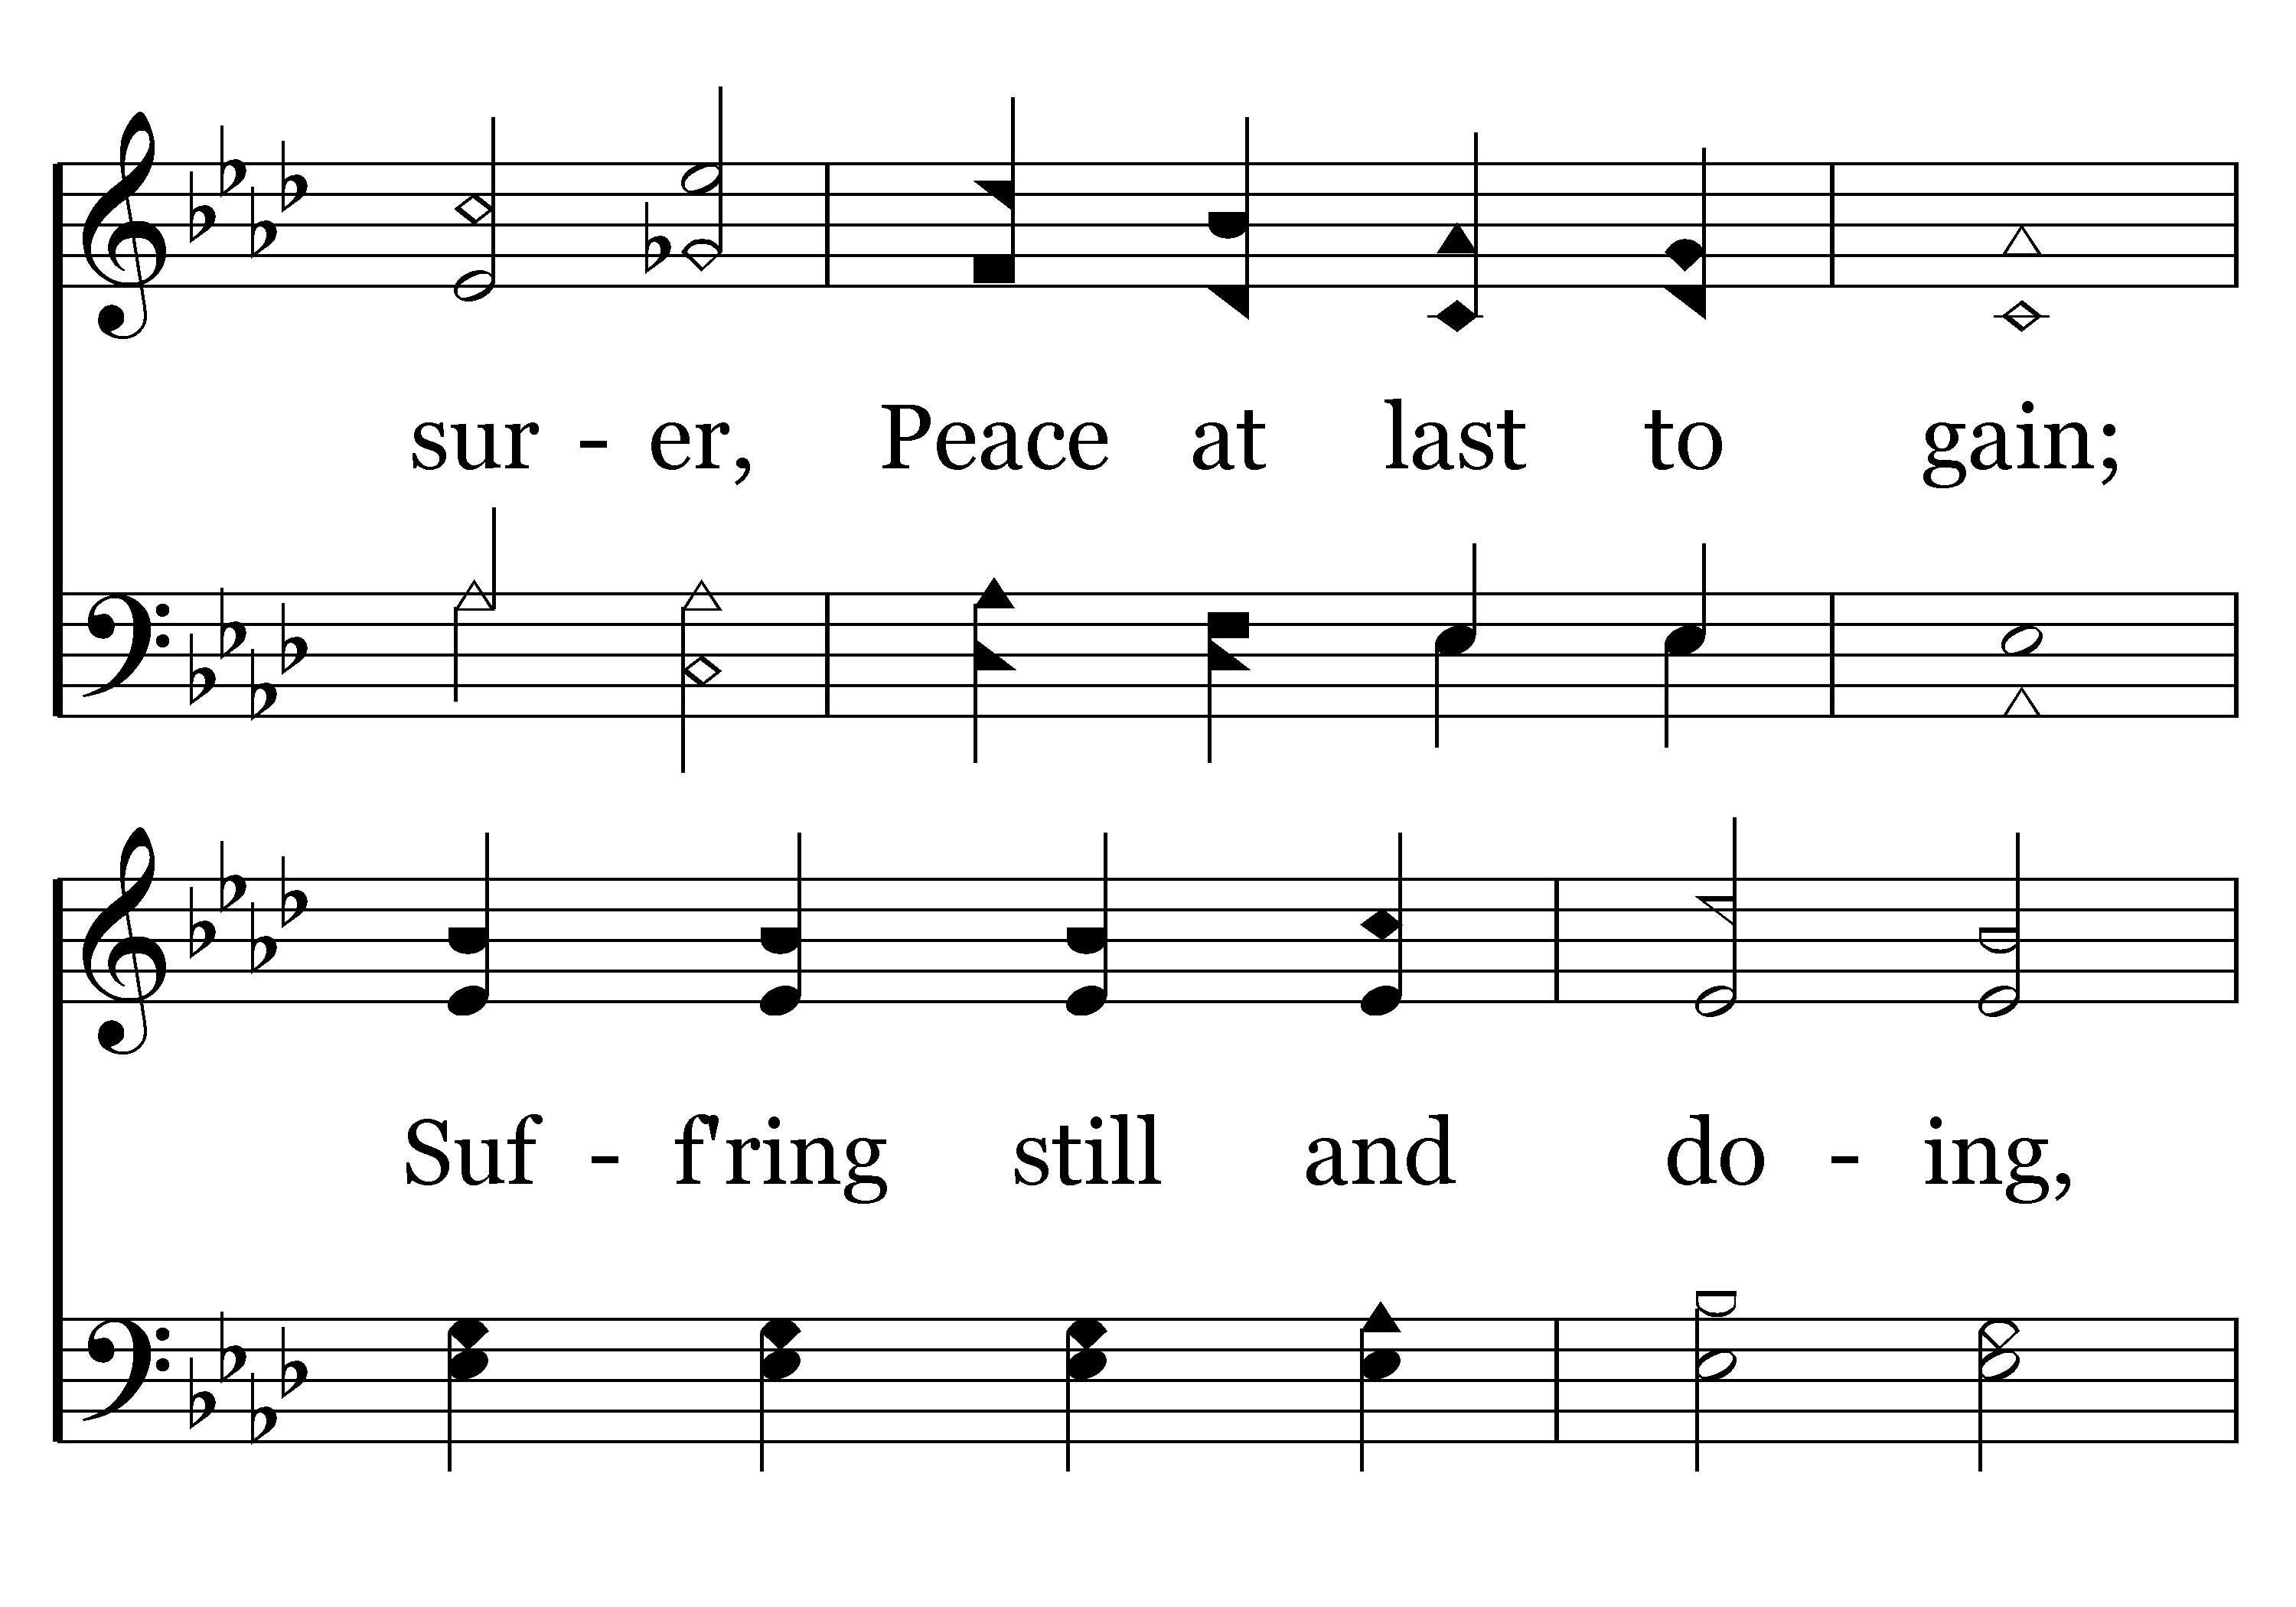 sur - er, Peace at last to gain;
Suf - f'ring still and do - ing,